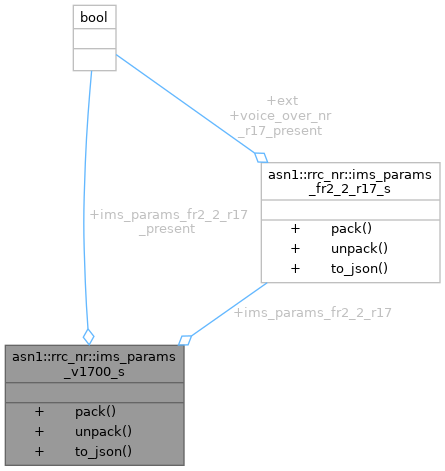 bool
+ext
+voice_over_nr
_r17_present
asn1::rrc_nr::ims_params
_fr2_2_r17_s
+ pack()
+ unpack()
+ to_json()
+ims_params_fr2_2_r17
_present
+ims_params_fr2_2_r17
asn1::rrc_nr::ims_params
_v1700_s
+ pack()
+ unpack()
+ to_json()